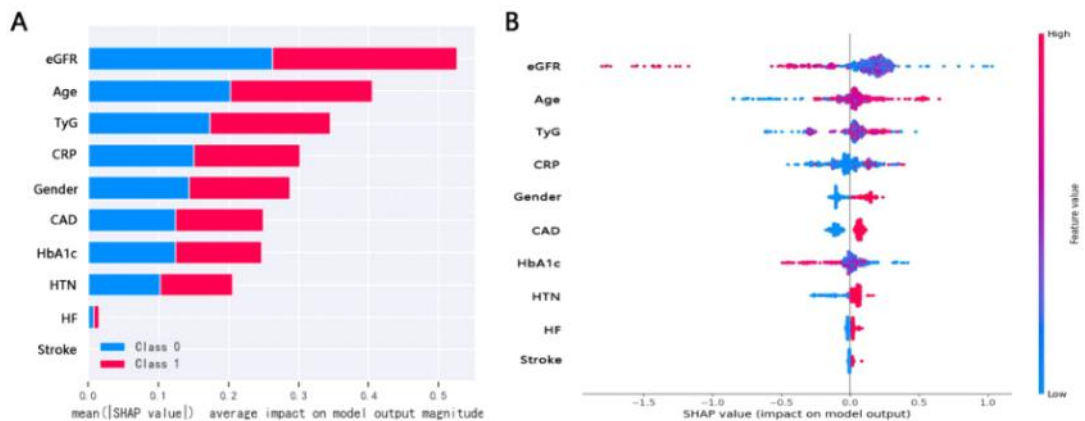 A
eGFR
Age
TyG
CRP
Gender
CAD
HbA1c
HTN
HF
Stroke
Class 0
Class 1
0.0 0.1 0.2 0.3 0.4 0.5
mean(|SHAP value|) average impact on model output magnitude
B
High
eGFR
Age
TyG
CRP
Gender
CAD
HbA1c
HTN
HF
Stroke
Feature value
Low
-1.5 -1.0 -0.5 0.0 0.5 1.0
SHAP value (impact on model output)